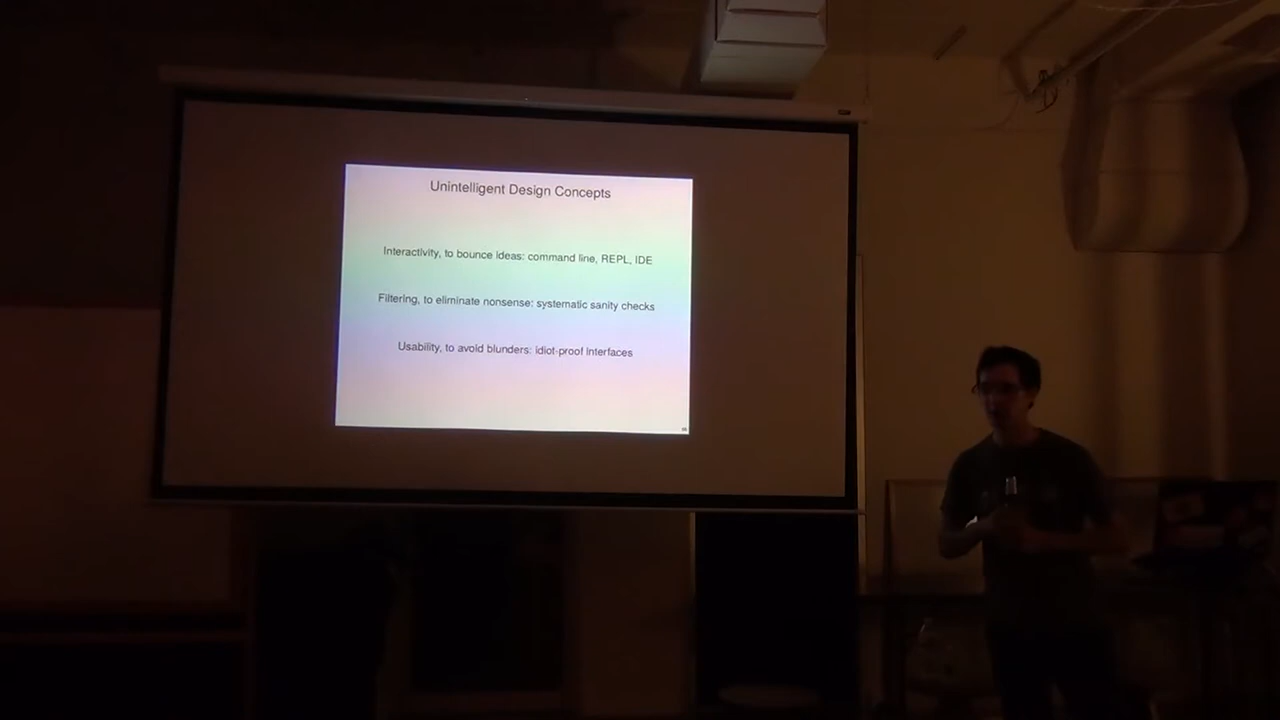 Unintelligent Design Concepts
Interactivity, to bounce ideas: command line, REPL, IDE
Filtering, to eliminate nonsense: systematic sanity checks
Usability, to avoid blunders: idiot-proof interfaces